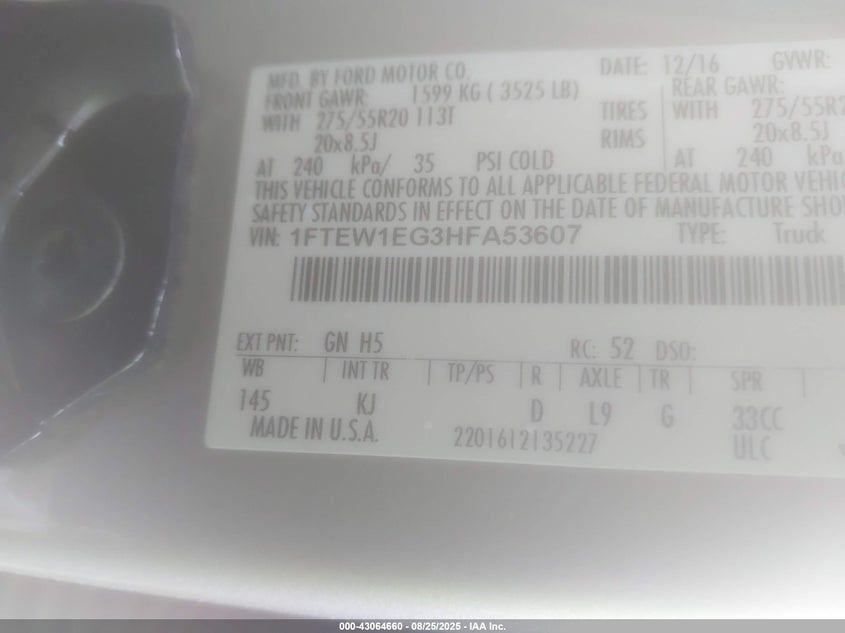 MFD. BY FORD MOTOR CO. DATE: 12/16 GVWR:
FRONT GAWR: 1599 KG ( 3525 LB) REAR GAWR:
WITH 275/55R20 113T TIRES WITH 275/55R2
20x8.5J RIMS 20x8.5J
AT 240 kPa/ 35 PSI COLD AT 240 kPa
THIS VEHICLE CONFORMS TO ALL APPLICABLE FEDERAL MOTOR VEHIC
SAFETY STANDARDS IN EFFECT ON THE DATE OF MANUFACTURE SHO
VIN: 1FTEW1EG3HFA53607 TYPE: Truck
EXT PNT: GN H5 RC: 52 DSO:
WB INT TR TP/PS R AXLE TR SPR
145 KJ D L9 G 33CC
MADE IN U.S.A. 2201612135227 ULC
000-43064660 - 08/25/2025 - IAA Inc.